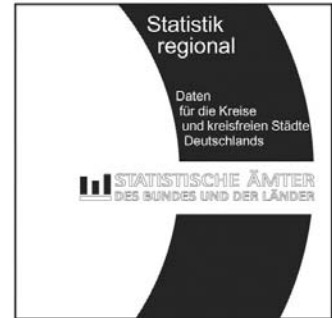 Statistik
regional
Daten
für die Kreise
und kreisfreien Städte
Deutschlands
STATISTISCHE ÄMTER
DES BUNDES UND DER LÄNDER